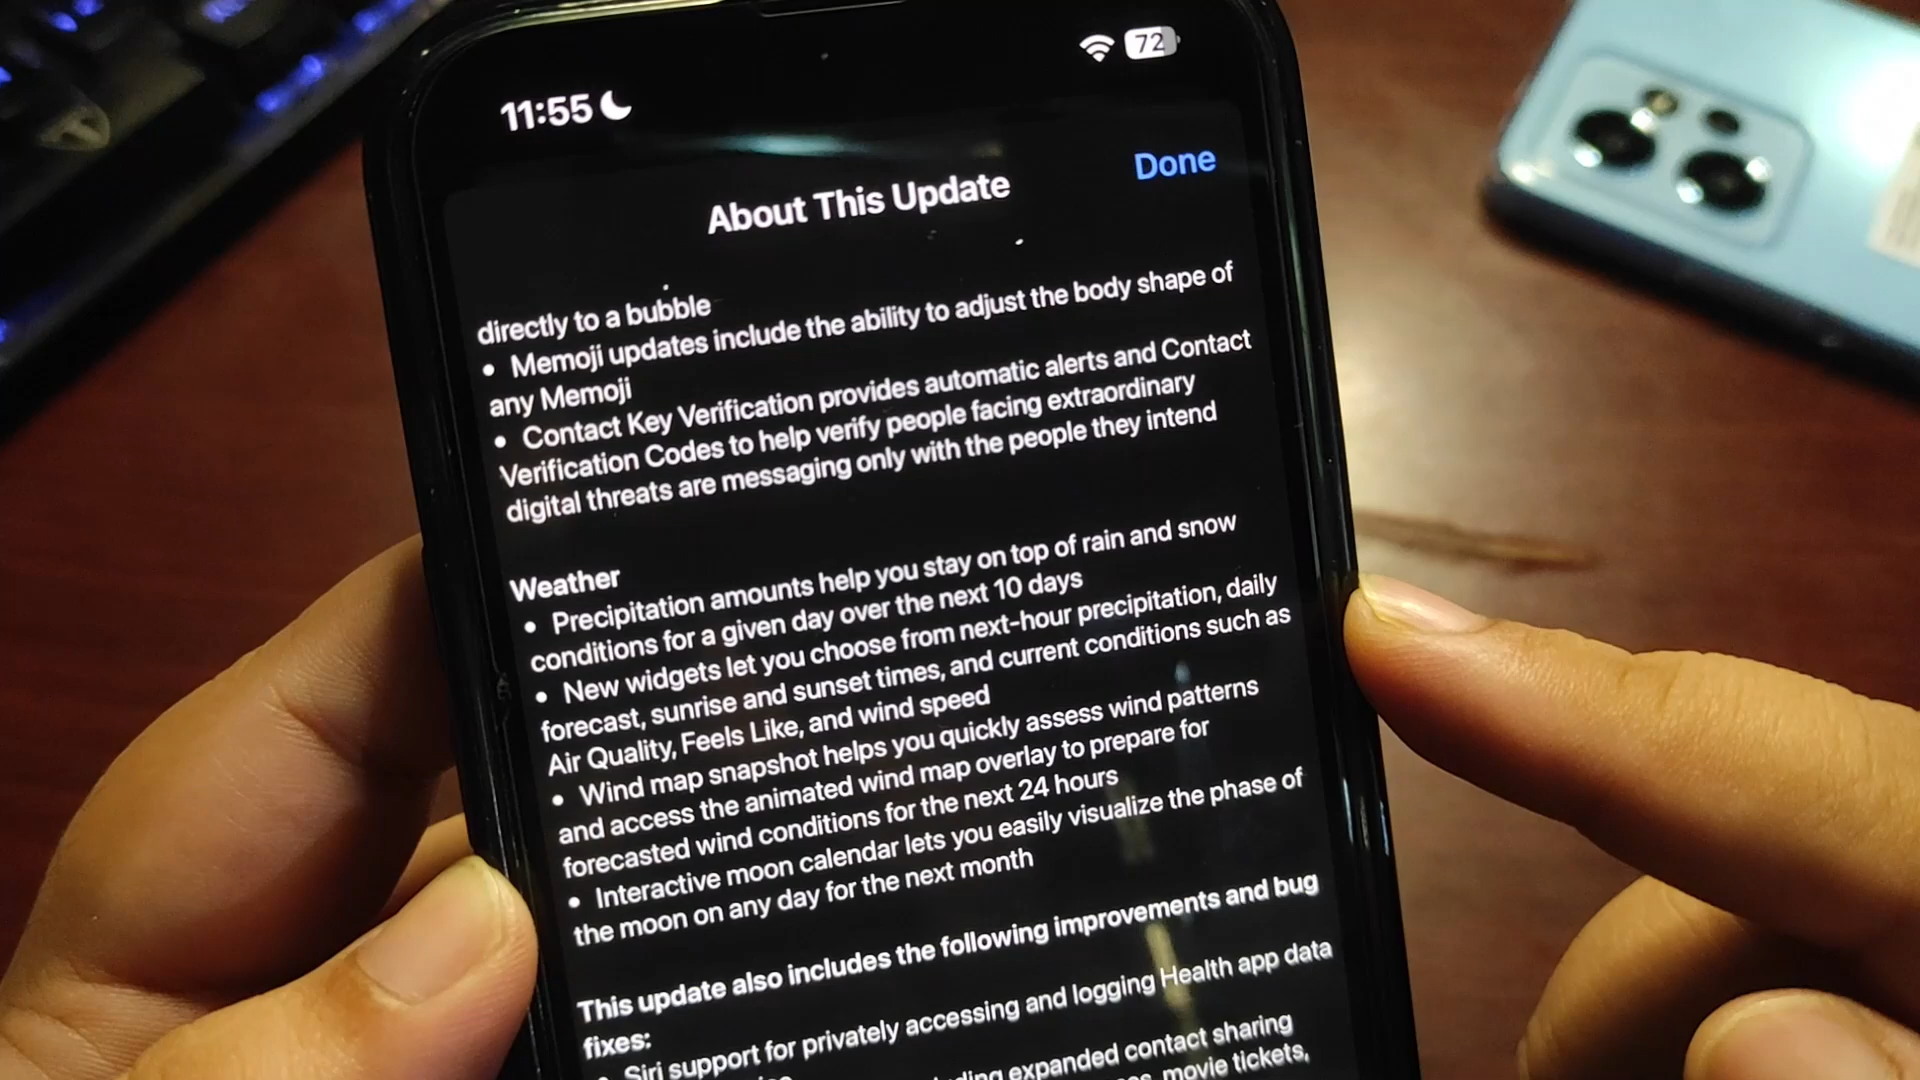 11:55
72
Done
About This Update
directly to a bubble
• Memoji updates include the ability to adjust the body shape of
any Memoji
• Contact Key Verification provides automatic alerts and Contact
Verification Codes to help verify people facing extraordinary
digital threats are messaging only with the people they intend
Weather
• Precipitation amounts help you stay on top of rain and snow
conditions for a given day over the next 10 days
• New widgets let you choose from next-hour precipitation, daily
forecast, sunrise and sunset times, and current conditions such as
Air Quality, Feels Like, and wind speed
• Wind map snapshot helps you quickly assess wind patterns
and access the animated wind map overlay to prepare for
forecasted wind conditions for the next 24 hours
• Interactive moon calendar lets you easily visualize the phase of
the moon on any day for the next month
This update also includes the following improvements and bug
fixes:
• Siri support for privately accessing and logging Health app data
expanded contact sharing
movie tickets,